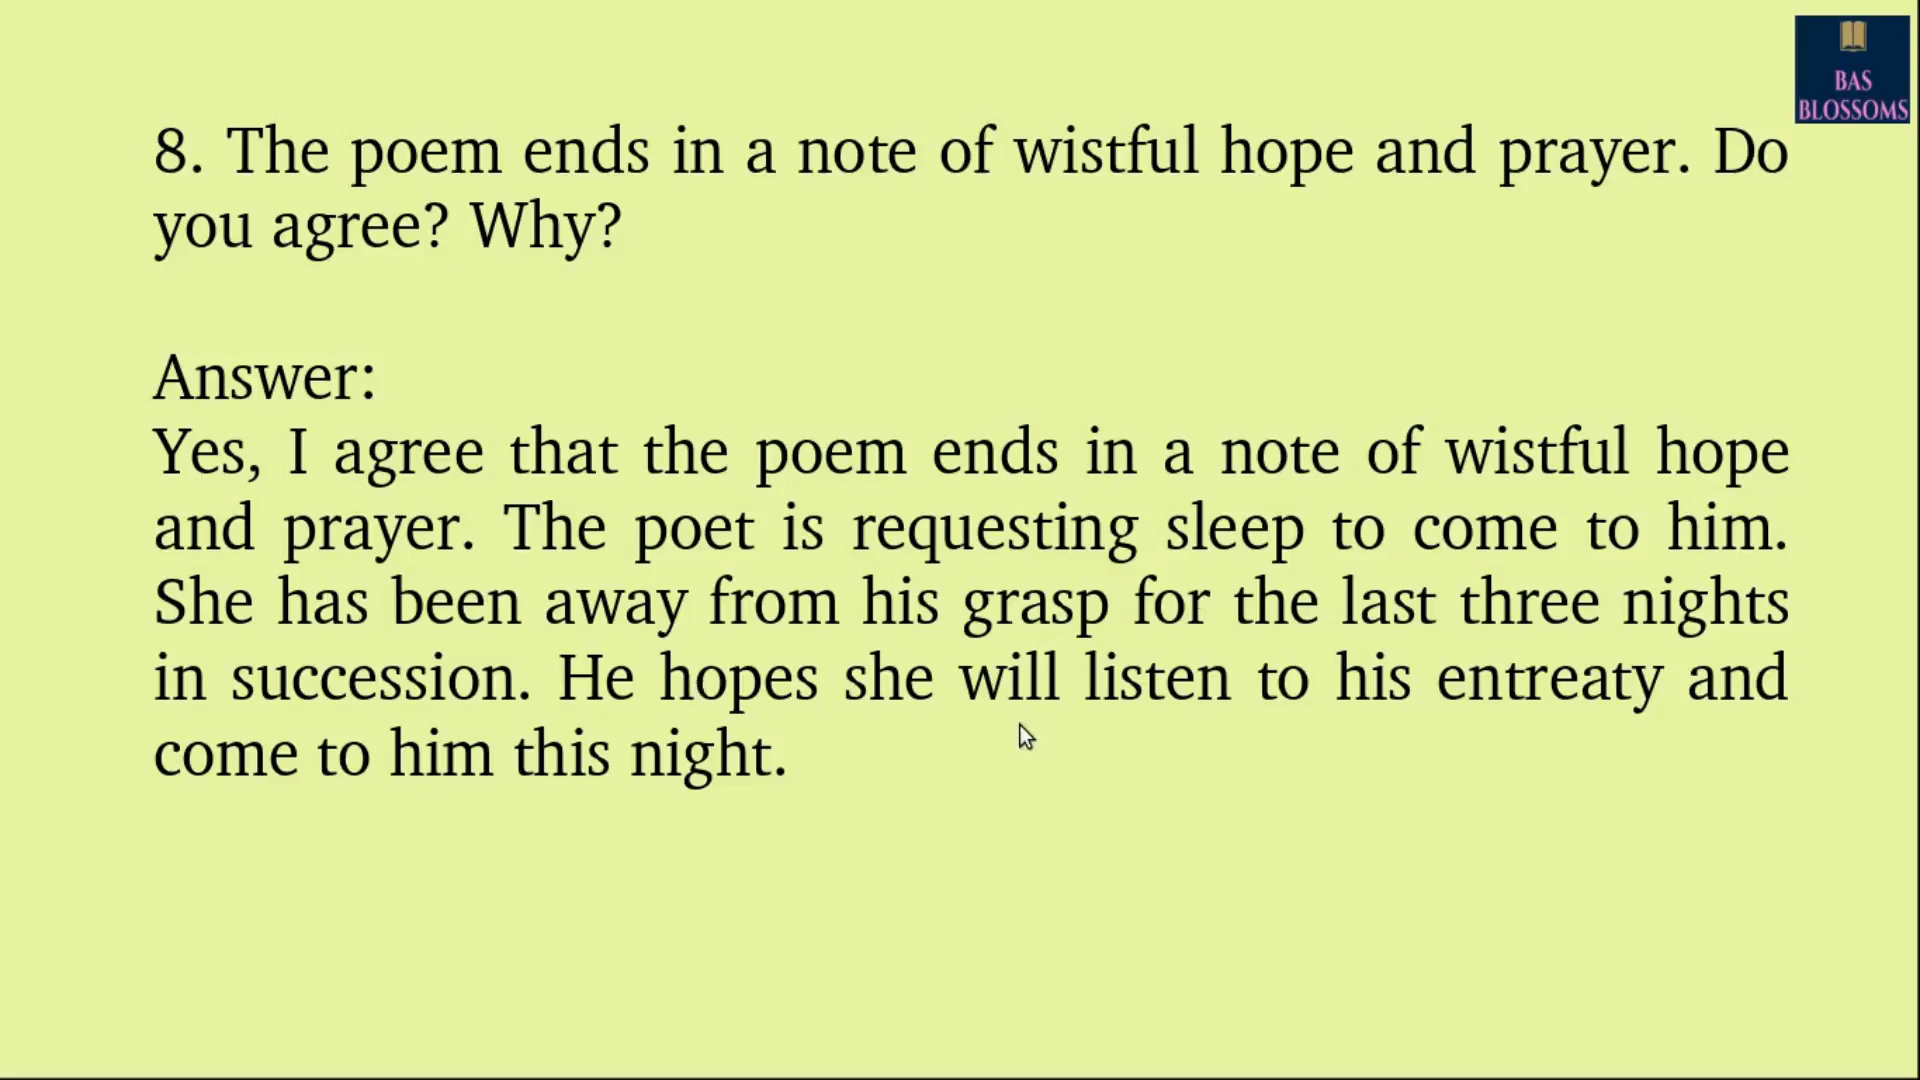 BAS
BLOSSOMS
8. The poem ends in a note of wistful hope and prayer. Do
you agree? Why?
Answer:
Yes, I agree that the poem ends in a note of wistful hope
and prayer. The poet is requesting sleep to come to him.
She has been away from his grasp for the last three nights
in succession. He hopes she will listen to his entreaty and
come to him this night.